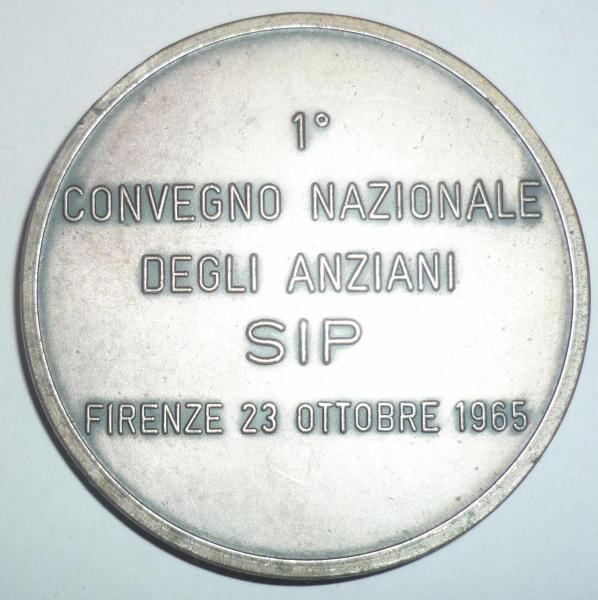 1°
CONVEGNO NAZIONALE
DEGLI ANZIANI
SIP
FIRENZE 23 OTTOBRE 1965